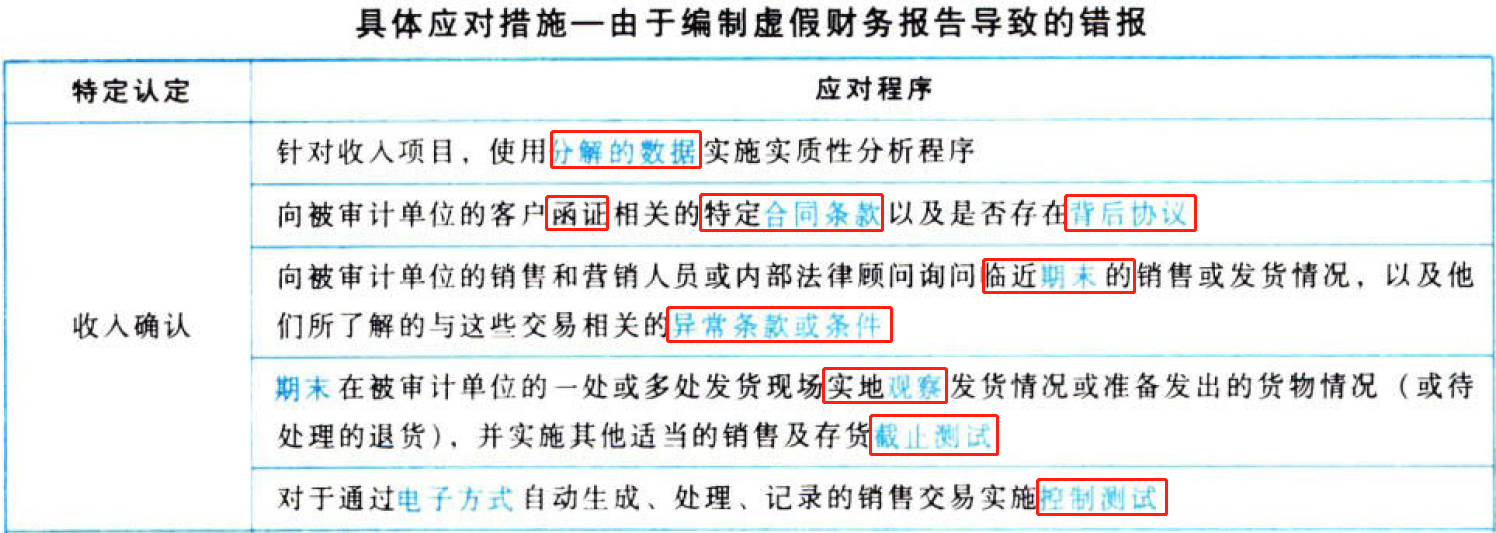 具体应对措施—由于编制虚假财务报告导致的错报
特定认定
应对程序
收入确认
针对收入项目，使用分解的数据实施实质性分析程序
向被审计单位的客户函证相关的特定合同条款以及是否存在背后协议
向被审计单位的销售和营销人员或内部法律顾问询问临近期末的销售或发货情况，以及他
们所了解的与这些交易相关的异常条款或条件
期末在被审计单位的一处或多处发货现场实地观察发货情况或准备发出的货物情况（或待
处理的退货），并实施其他适当的销售及存货截止测试
对于通过电子方式自动生成、处理、记录的销售交易实施控制测试